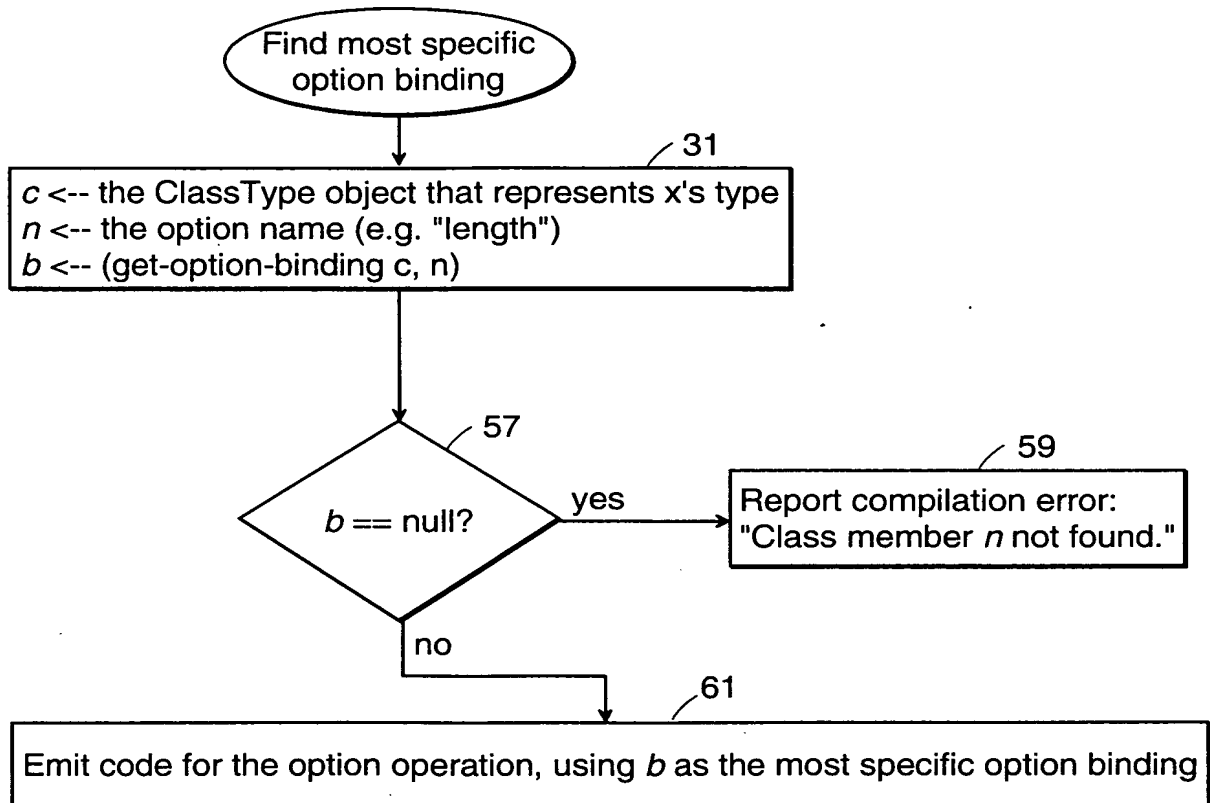 Find most specific
option binding
31
c <-- the ClassType object that represents x's type
n <-- the option name (e.g. "length")
b <-- (get-option-binding c, n)
57
b == null?
yes
59
Report compilation error:
"Class member n not found."
no
61
Emit code for the option operation, using b as the most specific option binding